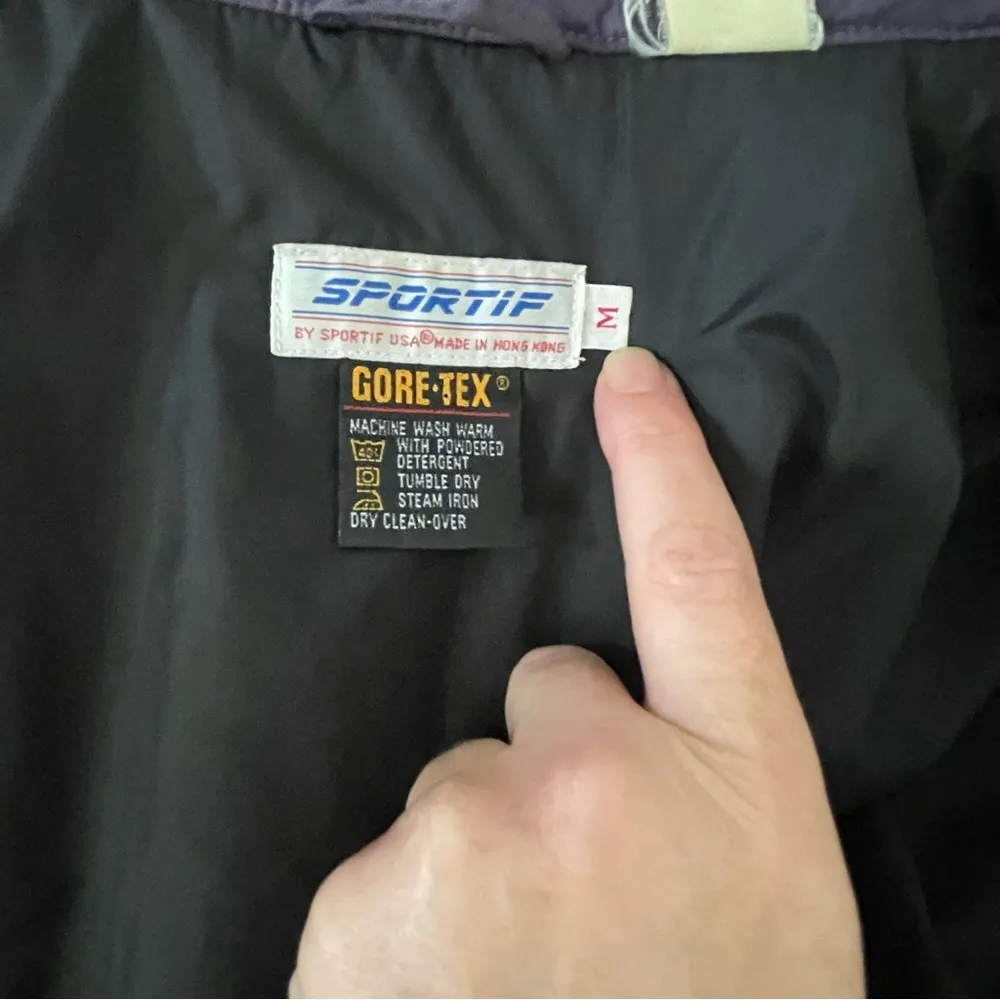 SPORTIF
BY SPORTIF USA® MADE IN HONG KONG
M
GORE-TEX®
MACHINE WASH WARM
40° WITH POWDERED
DETERGENT
TUMBLE DRY
STEAM IRON
DRY CLEAN-OVER